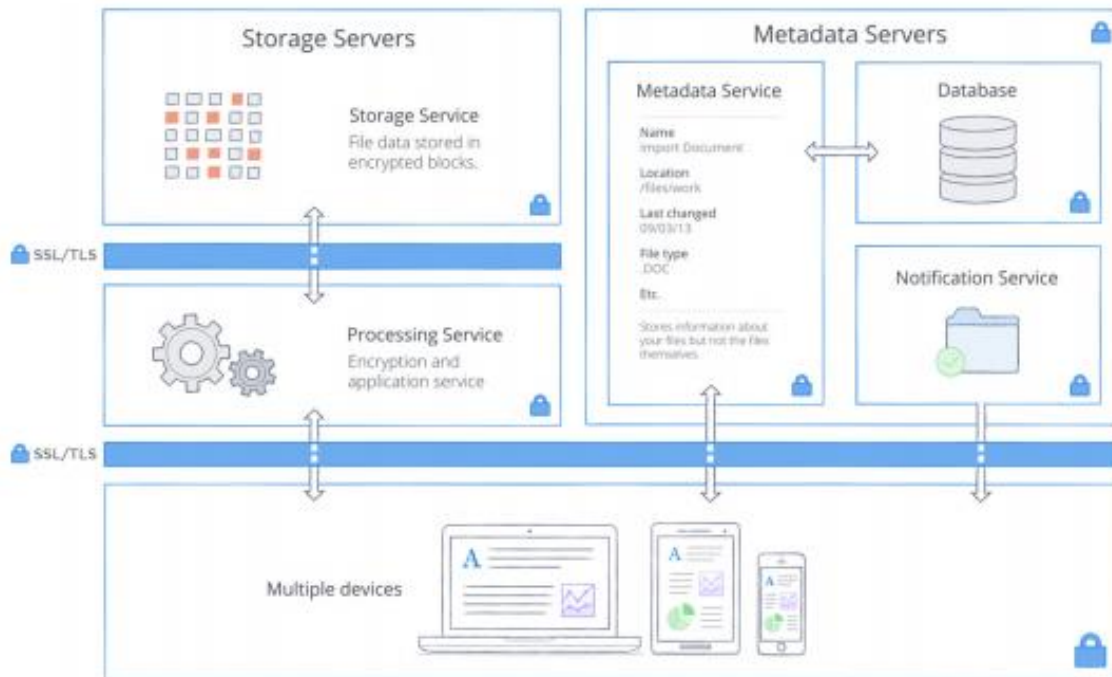 Storage Servers
Storage Service
File data stored in
encrypted blocks.
SSL/TLS
Processing Service
Encryption and
application service
Metadata Servers
Metadata Service
Name
Import Document
Location
/files/work
Last changed
09/03/13
File type
.DOC
Etc.
Stores information about
your files but not the files
themselves.
Database
Notification Service
SSL/TLS
Multiple devices
A
A
A